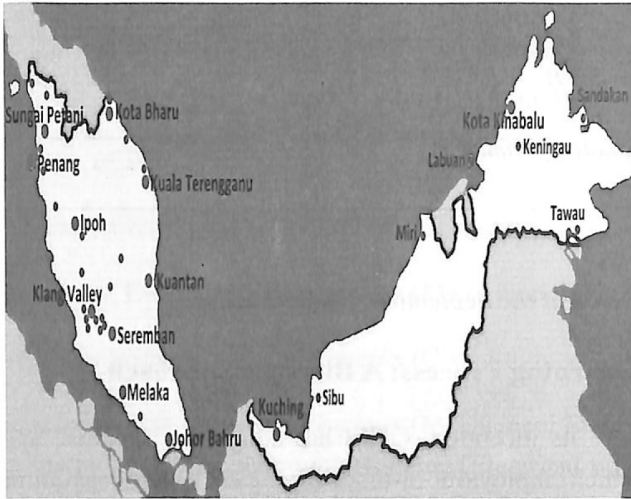 Sungai Petani
Kota Bharu
Penang
Kuala Terengganu
Ipoh
Kuantan
Klang Valley
Seremban
Melaka
Johor Bahru
Sandakan
Kota Kinabalu
Keningau
Labuan
Tawau
Miri
Sibu
Kuching